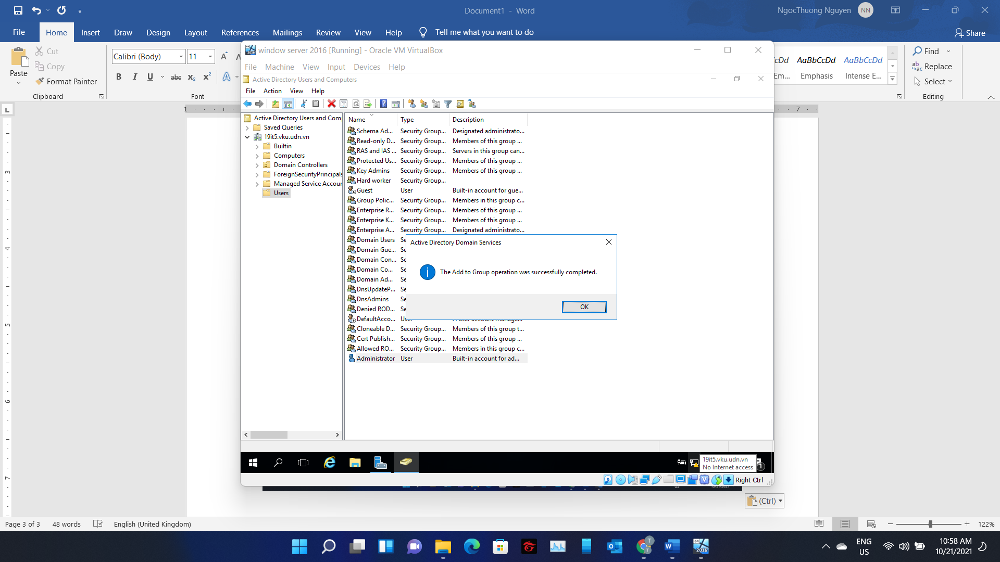 Document1 - Word
NgocThuong Nguyen
NN
File Home Insert Draw Design Layout References Mailings Review View Help Tell me what you want to do
Share
Paste
Cut
Copy
Format Painter
Clipboard
Calibri (Body) 11
B I U abc x₂ x² A
Font
AaBbCcDd AaBbCcDd
Em... Emphasis Intense E...
Find
Replace
Select
Editing
window server 2016 [Running] - Oracle VM VirtualBox
File Machine View Input Devices Help
Active Directory Users and Computers
File Action View Help
Active Directory Users and Com
Saved Queries
19it5.vku.udn.vn
Builtin
Computers
Domain Controllers
ForeignSecurityPrincipals
Managed Service Accour
Users
Name Type Description
Schema Ad... Security Group... Designated administrato...
Read-only D... Security Group... Members of this group ...
RAS and IAS ... Security Group... Servers in this group can...
Protected Us... Security Group... Members of this group ...
Key Admins Security Group... Members of this group ...
Hard worker Security Group...
Guest User Built-in account for gue...
Group Polic... Security Group... Members in this group c...
Enterprise R... Security Group... Members of this group ...
Enterprise K... Security Group... Members of this group ...
Enterprise A... Security Group... Designated administrato...
Domain Users
Domain Gue...
Domain Con...
Domain Co...
Domain Ad...
DnsUpdateP...
DnsAdmins
Denied ROD...
DefaultAcco...
Cloneable D... Security Group... Members of this group t...
Cert Publish... Security Group... Members of this group ...
Allowed RO... Security Group... Members in this group c...
Administrator User Built-in account for ad...
Active Directory Domain Services
The Add to Group operation was successfully completed.
OK
19it5.vku.udn.vn
No Internet access
1
Right Ctrl
(Ctrl)
Page 3 of 3 48 words English (United Kingdom)
122%
ENG
US
10:58 AM
10/21/2021